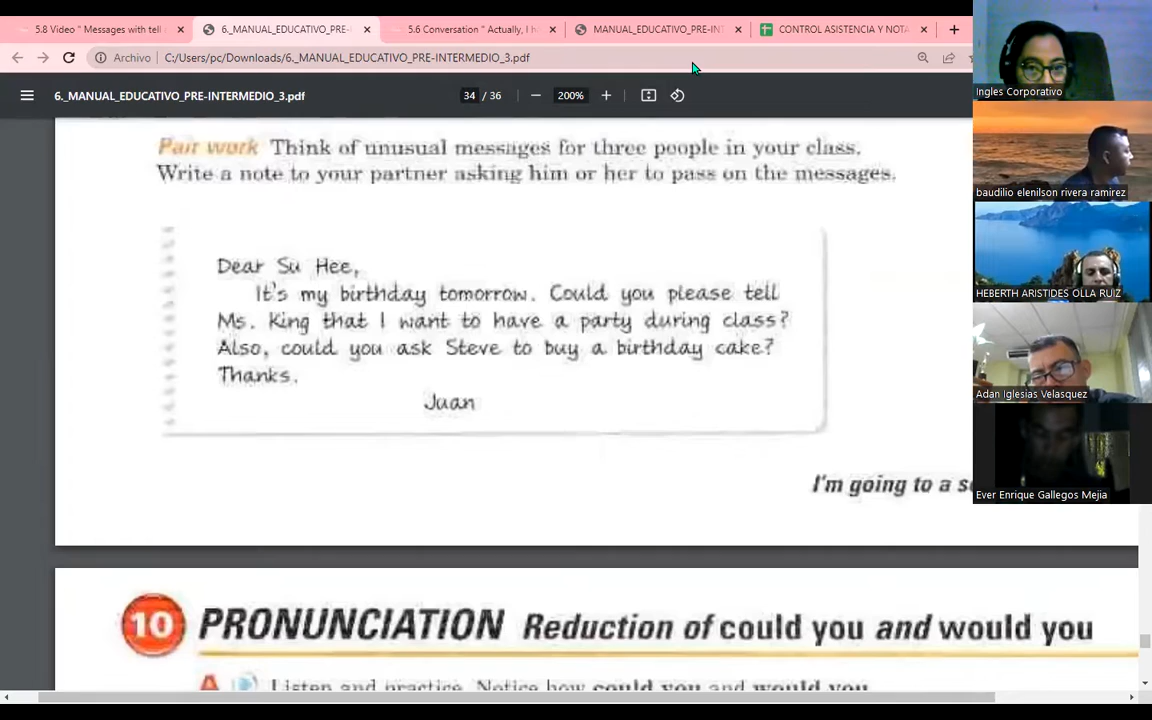 5.8 Video " Messages with tell
6._MANUAL_EDUCATIVO_PRE-
5.6 Conversation " Actually, I
MANUAL_EDUCATIVO_PRE-INT
CONTROL ASISTENCIA Y NOTA
Archivo C:/Users/pc/Downloads/6._MANUAL_EDUCATIVO_PRE-INTERMEDIO_3.pdf
6._MANUAL_EDUCATIVO_PRE-INTERMEDIO_3.pdf
34 / 36
200%
Pair work Think of unusual messages for three people in your class.
Write a note to your partner asking him or her to pass on the messages.
Dear Su Hee,
It's my birthday tomorrow. Could you please tell
Ms. King that I want to have a party during class?
Also, could you ask Steve to buy a birthday cake?
Thanks.
Juan
I'm going to a
10 PRONUNCIATION Reduction of could you and would you
A Listen and practice. Notice how could you and would you
Ingles Corporativo
baudilio elenilson rivera ramirez
HEBERTH ARISTIDES OLLA RUIZ
Adan Iglesias Velasquez
Ever Enrique Gallegos Mejia